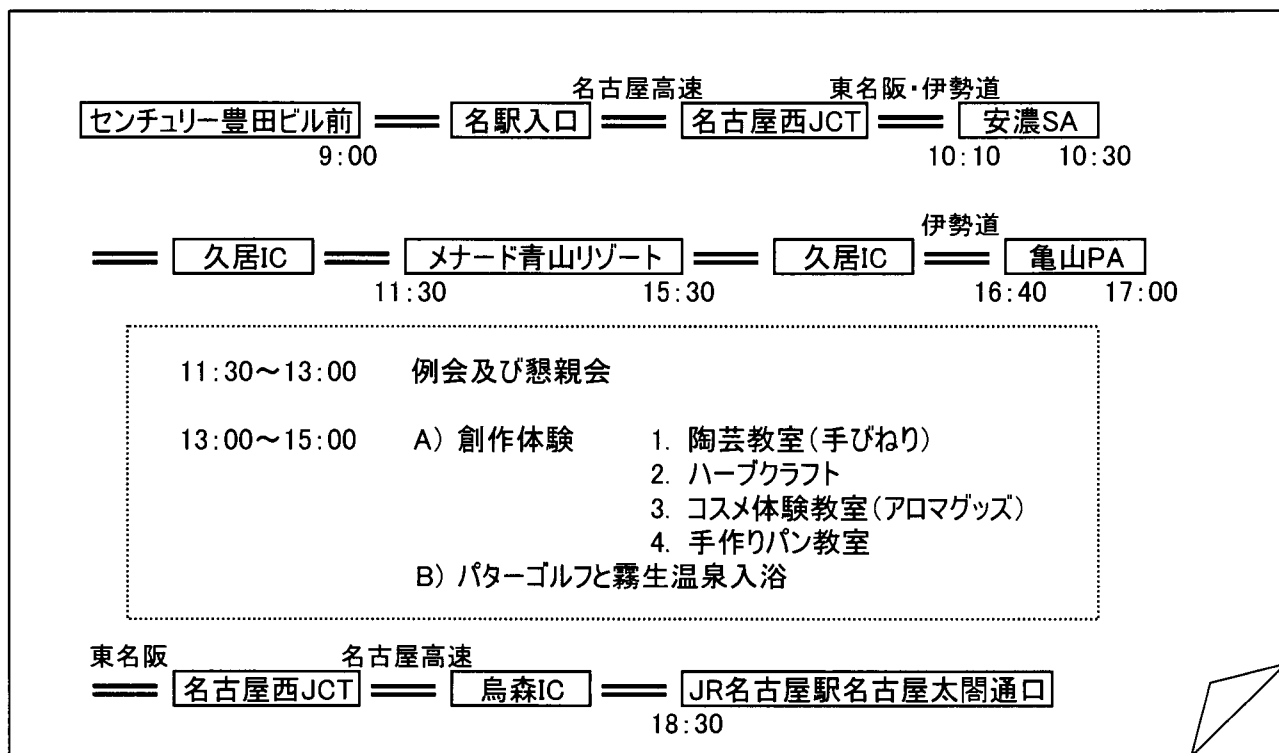 名古屋高速 東名阪・伊勢道
センチュリー豊田ビル前 名駅入口 名古屋西JCT 安濃SA
9:00 10:10 10:30
伊勢道
久居IC メナード青山リゾート 久居IC 亀山PA
11:30 15:30 16:40 17:00
11:30～13:00 例会及び懇親会
13:00～15:00 A) 創作体験 1. 陶芸教室(手びねり)
2. ハーブクラフト
3. コスメ体験教室(アロマグッズ)
4. 手作りパン教室
B) パターゴルフと霧生温泉入浴
東名阪 名古屋高速
名古屋西JCT 烏森IC JR名古屋駅名古屋太閤通口
18:30